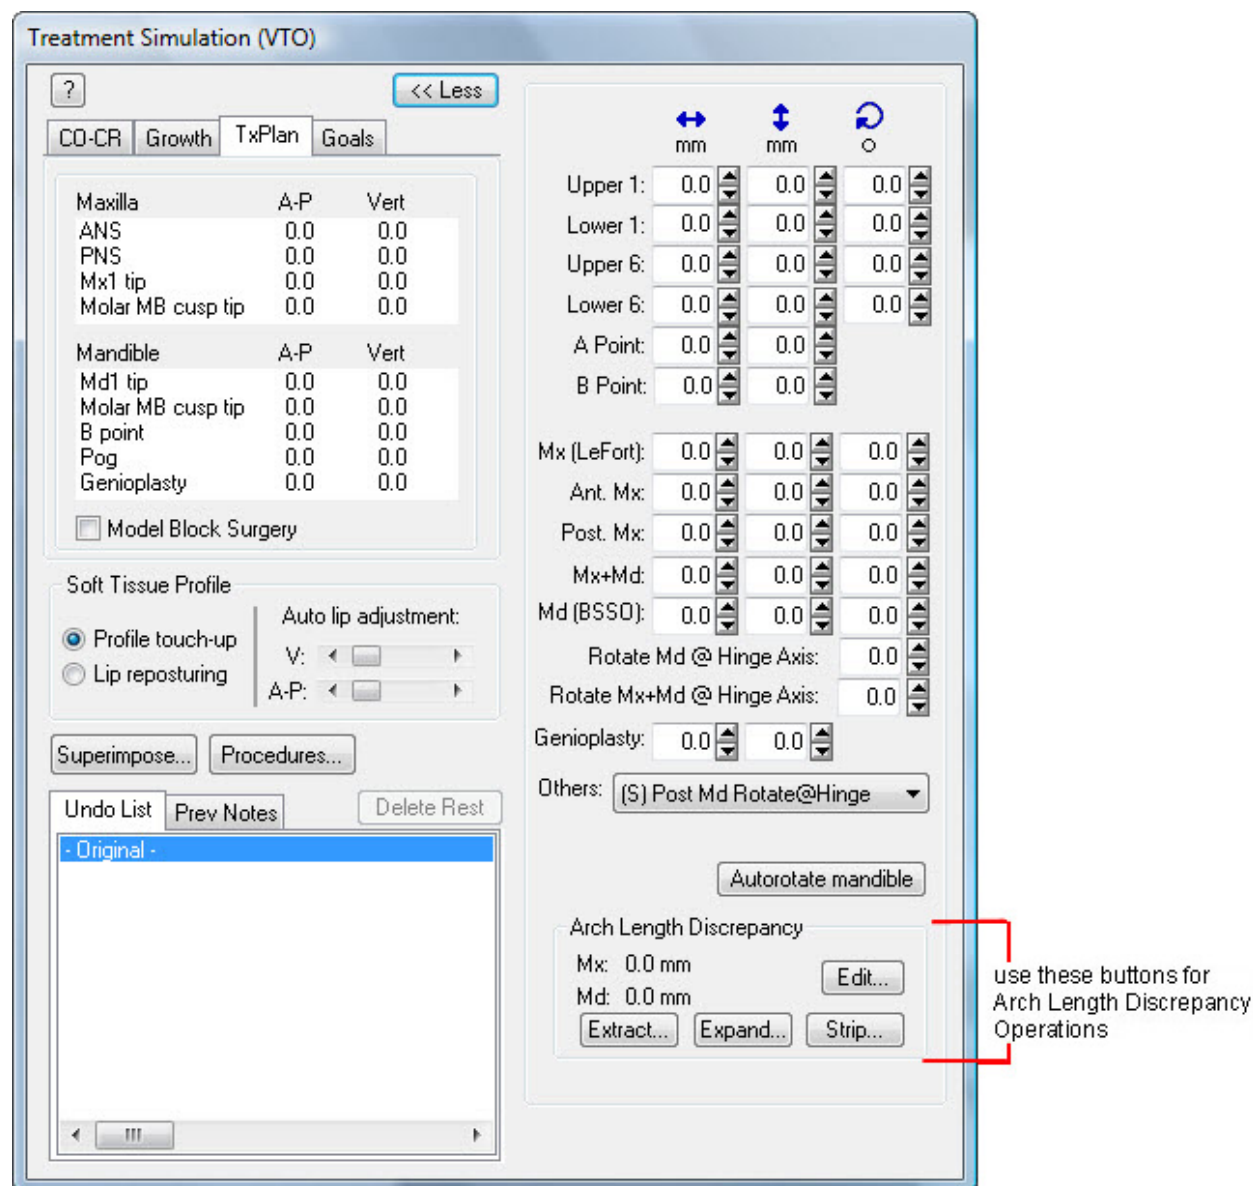 Treatment Simulation (VTO)
?
<< Less
CO-CR Growth TxPlan Goals
Maxilla A-P Vert
ANS 0.0 0.0
PNS 0.0 0.0
Mx1 tip 0.0 0.0
Molar MB cusp tip 0.0 0.0
Mandible A-P Vert
Md1 tip 0.0 0.0
Molar MB cusp tip 0.0 0.0
B point 0.0 0.0
Pog 0.0 0.0
Genioplasty 0.0 0.0
Model Block Surgery
Soft Tissue Profile
Profile touch-up
Lip reposturing
Auto lip adjustment:
V:
A-P:
Superimpose... Procedures...
Undo List Prev Notes Delete Rest
- Original -
mm mm o
Upper 1: 0.0 0.0 0.0
Lower 1: 0.0 0.0 0.0
Upper 6: 0.0 0.0 0.0
Lower 6: 0.0 0.0 0.0
A Point: 0.0 0.0
B Point: 0.0 0.0
Mx (LeFort): 0.0 0.0 0.0
Ant. Mx: 0.0 0.0 0.0
Post. Mx: 0.0 0.0 0.0
Mx+Md: 0.0 0.0 0.0
Md (BSSO): 0.0 0.0 0.0
Rotate Md @ Hinge Axis: 0.0
Rotate Mx+Md @ Hinge Axis: 0.0
Genioplasty: 0.0 0.0
Others: (S) Post Md Rotate@Hinge
Autorotate mandible
Arch Length Discrepancy
Mx: 0.0 mm
Md: 0.0 mm
Edit...
Extract... Expand... Strip...
use these buttons for
Arch Length Discrepancy
Operations